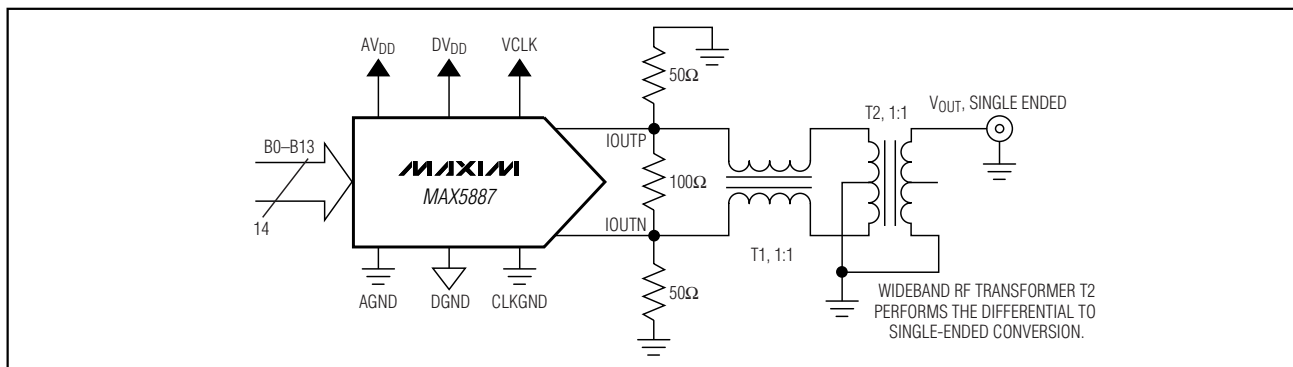 AVDD
DVDD
VCLK
50Ω
VOUT, SINGLE ENDED
T2, 1:1
IOUTP
B0–B13
MAXIM
MAX5887
100Ω
14
IOUTN
T1, 1:1
50Ω
AGND
DGND
CLKGND
WIDEBAND RF TRANSFORMER T2
PERFORMS THE DIFFERENTIAL TO
SINGLE-ENDED CONVERSION.